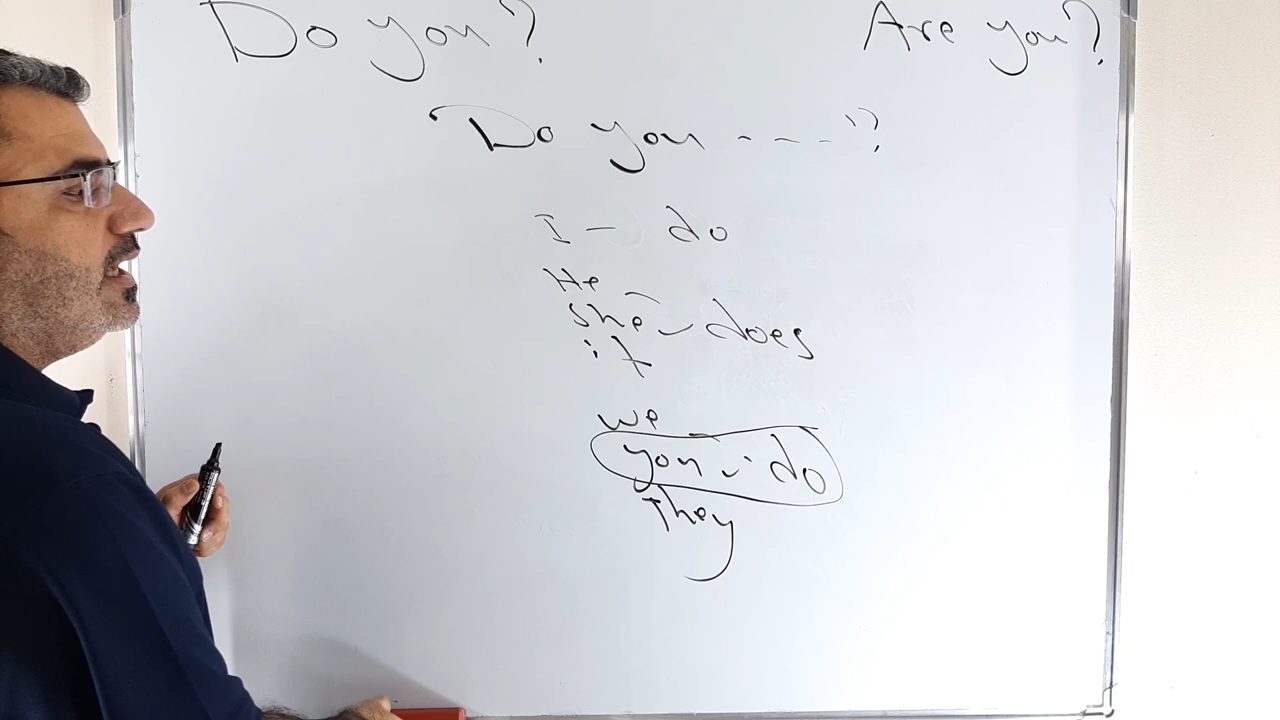 Do you? Are you?
Do you - - - ?
I - do
He
she - does
it
we
you - do
They